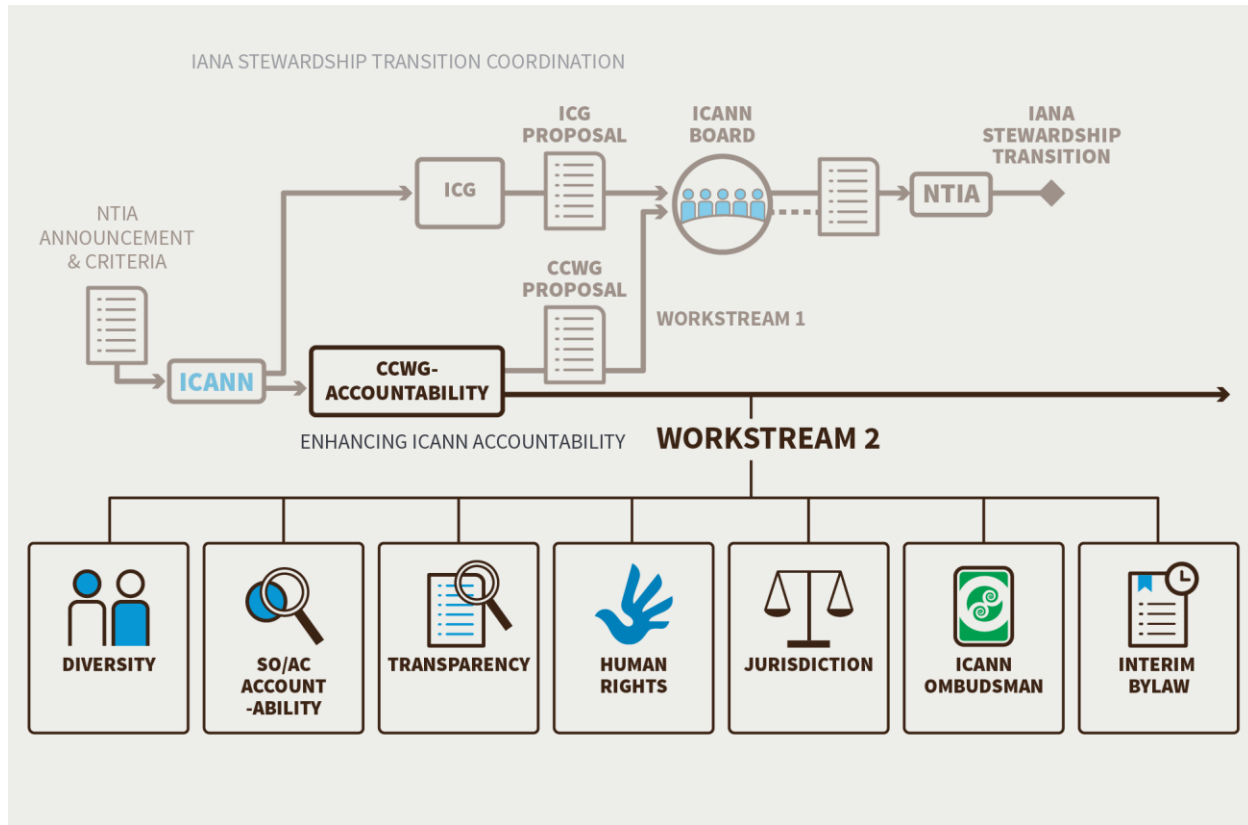 IANA STEWARDSHIP TRANSITION COORDINATION
ICG
PROPOSAL
ICANN
BOARD
IANA
STEWARDSHIP
TRANSITION
ICG
NTIA
NTIA
ANNOUNCEMENT
& CRITERIA
CCWG
PROPOSAL
WORKSTREAM 1
ICANN
CCWG-
ACCOUNTABILITY
ENHANCING ICANN ACCOUNTABILITY
WORKSTREAM 2
DIVERSITY
SO/AC
ACCOUNT
-ABILITY
TRANSPARENCY
HUMAN
RIGHTS
JURISDICTION
ICANN
OMBUDSMAN
INTERIM
BYLAW